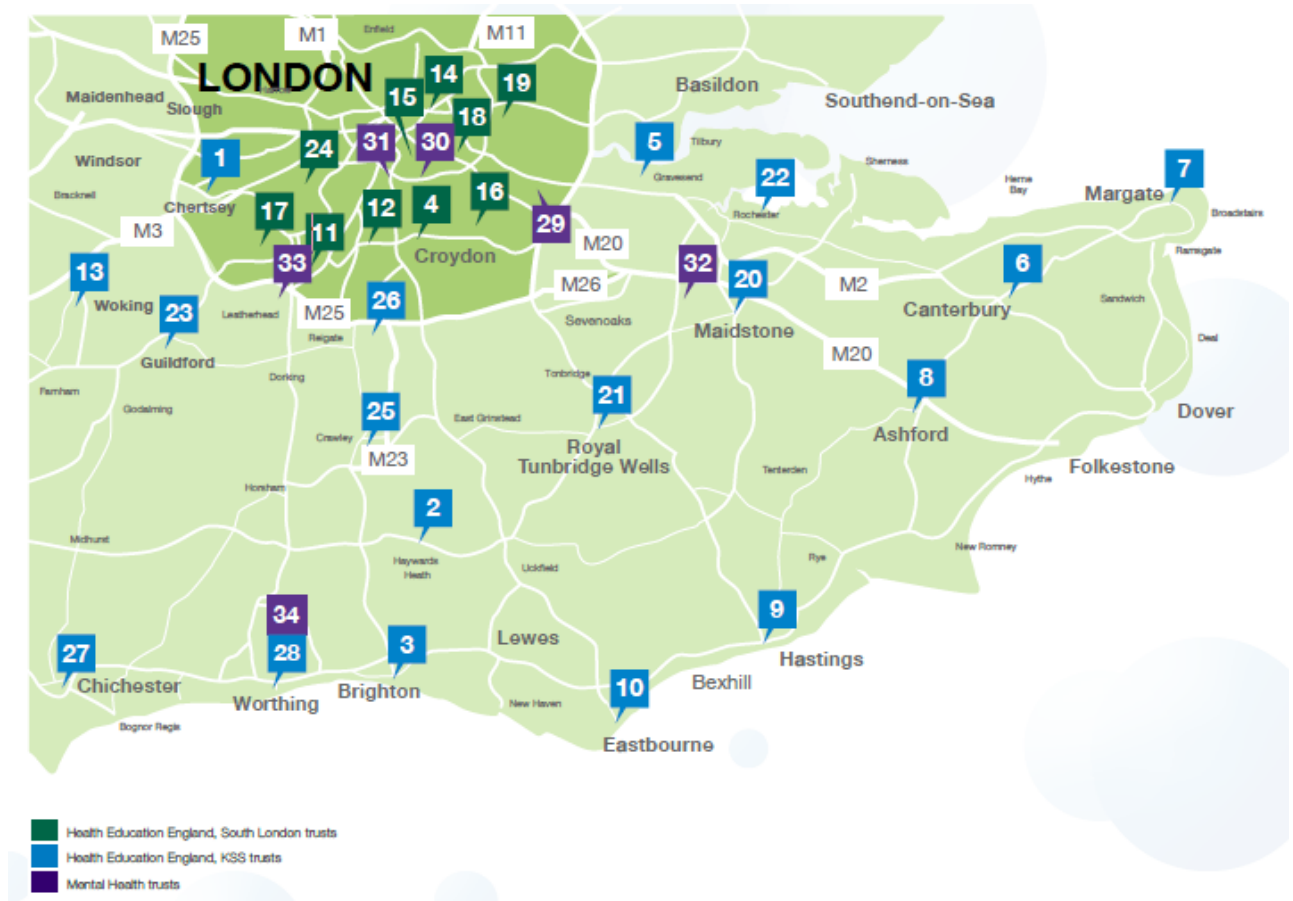 M25
M1
Enfield
M11
LONDON
14
19
15
Basildon
Maidenhead
Slough
Southend-on-Sea
18
31
30
5
Tilbury
24
1
Windsor
Sherness
7
Gravesend
22
Herne
Bay
Margate
Bracknell
Chertsey
17
12
4
16
Rochester
Broadstairs
M3
11
29
M20
Croydon
Ramsgate
33
32
13
20
6
M26
M2
Woking
23
26
Leatherhead
M25
Sandwich
Canterbury
Sevenoaks
Maidstone
Reigate
Deal
Guildford
M20
Dorking
Tonbridge
8
Farnham
21
Godalming
25
East Grinstead
Dover
Crawley
Ashford
Royal
Tunbridge Wells
M23
Folkestone
Tenterden
Hythe
Horsham
2
Midhurst
New Romney
Haywards
Heath
Uckfield
Rye
34
9
Lewes
3
27
28
Hastings
Chichester
10
Bexhill
Brighton
Worthing
New Haven
Bognor Regis
Eastbourne
Health Education England, South London trusts
Health Education England, KSS trusts
Mental Health trusts